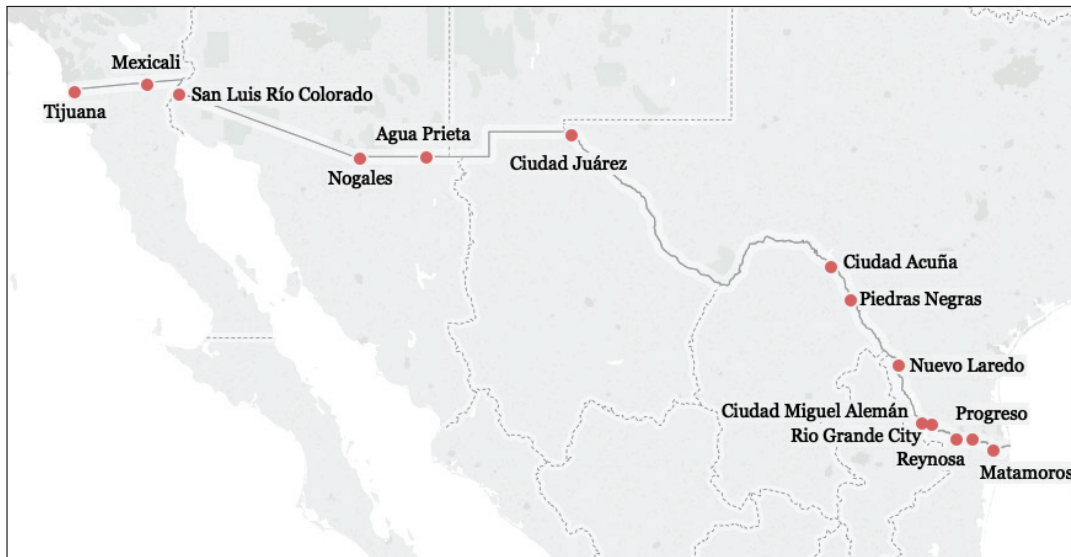 Mexicali
San Luis Río Colorado
Tijuana
Agua Prieta
Ciudad Juárez
Nogales
Ciudad Acuña
Piedras Negras
Nuevo Laredo
Ciudad Miguel Alemán
Progreso
Rio Grande City
Reynosa
Matamoros